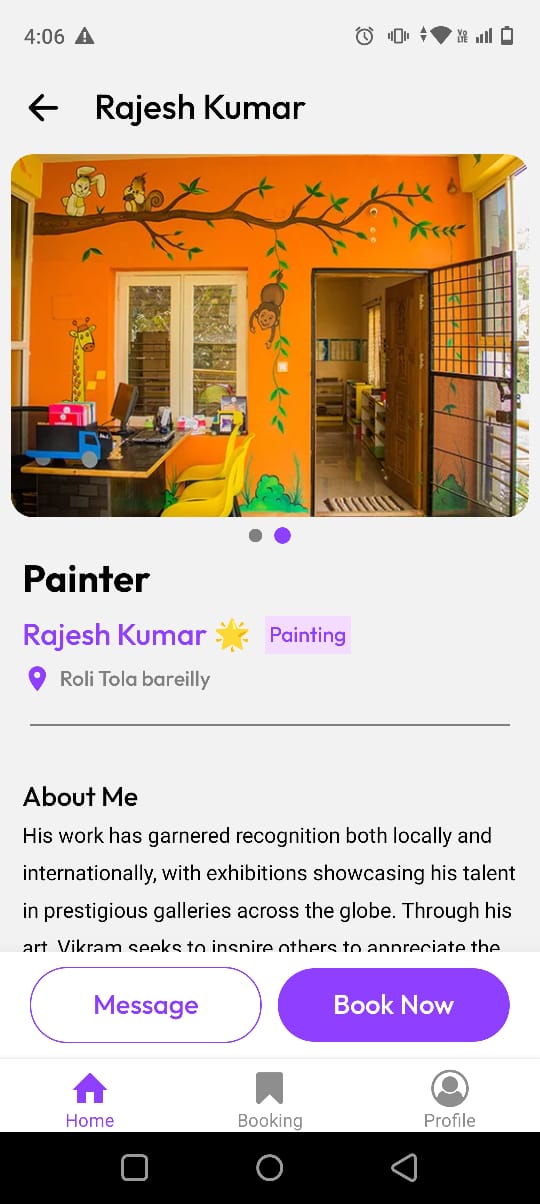 4:06
Vo
LTE
Rajesh Kumar
Painter
Rajesh Kumar
Painting
Roli Tola bareilly
About Me
His work has garnered recognition both locally and
internationally, with exhibitions showcasing his talent
in prestigious galleries across the globe. Through his
art, Vikram seeks to inspire others to appreciate the
Message
Book Now
Home
Booking
Profile